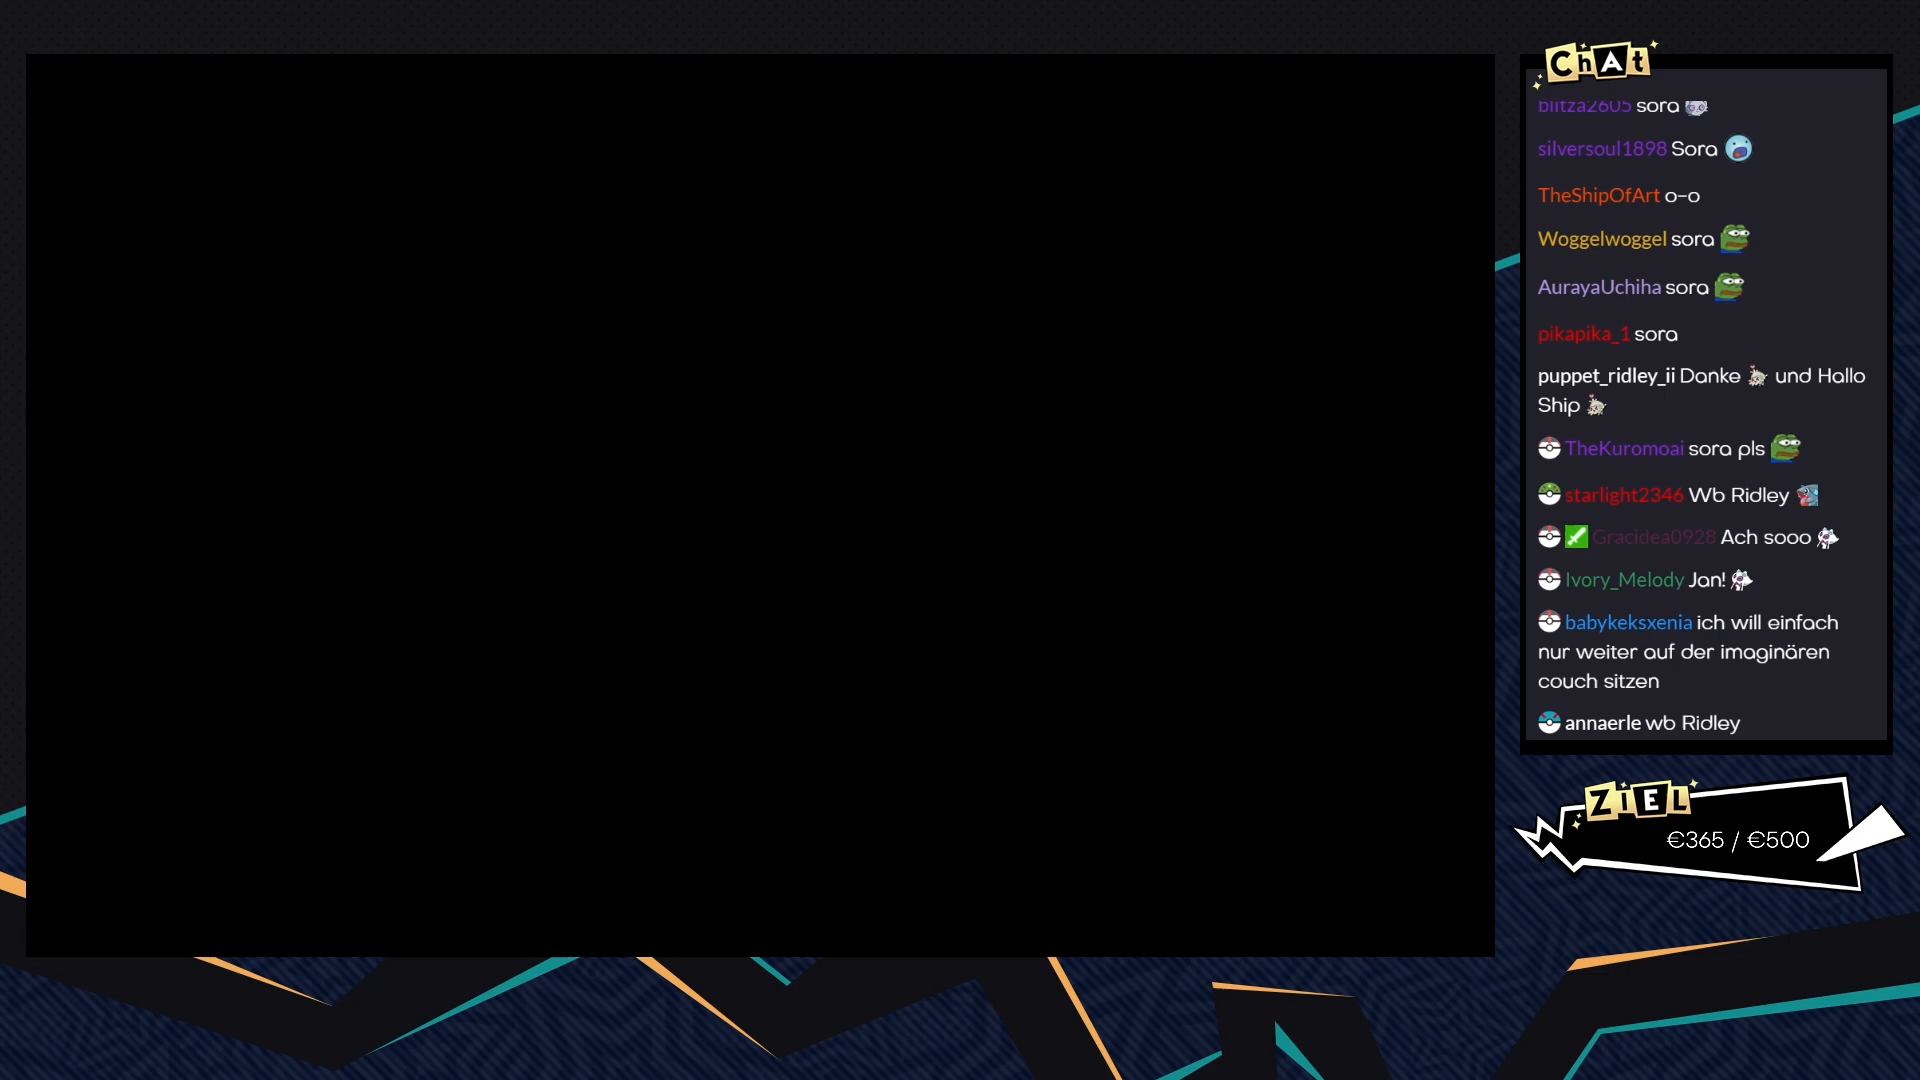 ChAt
blitza2605 sora
silversoul1898 Sora
TheShipOfArt o-o
Woggelwoggel sora
AurayaUchiha sora
pikapika_1 sora
puppet_ridley_ii Danke und Hallo
Ship
TheKuromoai sora pls
starlight2346 Wb Ridley
Gracidea0928 Ach sooo
Ivory_Melody Jan!
babykeksxenia ich will einfach
nur weiter auf der imaginären
couch sitzen
annaerle wb Ridley
ZiEL
€365 / €500